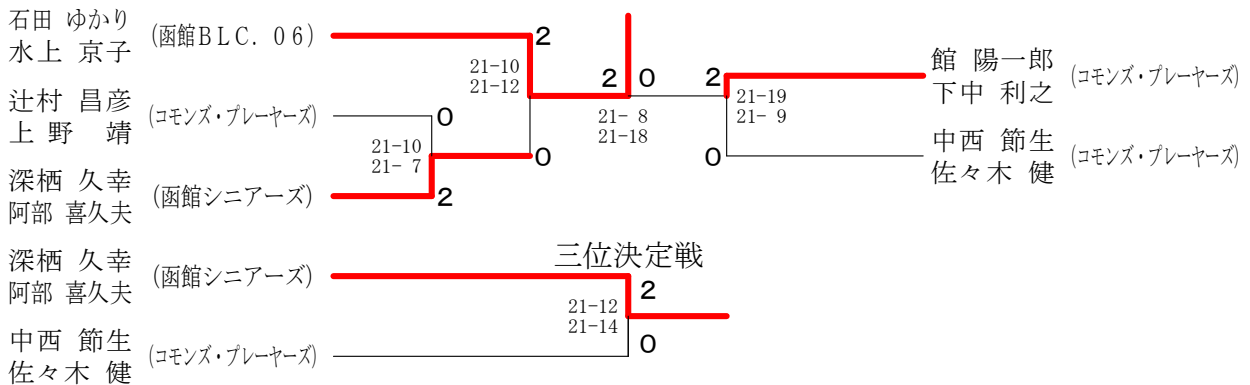 石田 ゆかり
水上 京子
(函館ＢＬＣ．０６)
辻村 昌彦
上野 靖
(コモンズ・プレーヤーズ)
深栖 久幸
阿部 喜久夫
(函館シニアーズ)
2
21-10
21-12
0
21-10
21- 7
0
2
2 0
21- 8
21-18
2
21-19
21- 9
0
館 陽一郎
下中 利之
(コモンズ・プレーヤーズ)
中西 節生
佐々木 健
(コモンズ・プレーヤーズ)
三位決定戦
深栖 久幸
阿部 喜久夫
(函館シニアーズ)
中西 節生
佐々木 健
(コモンズ・プレーヤーズ)
2
21-12
21-14
0